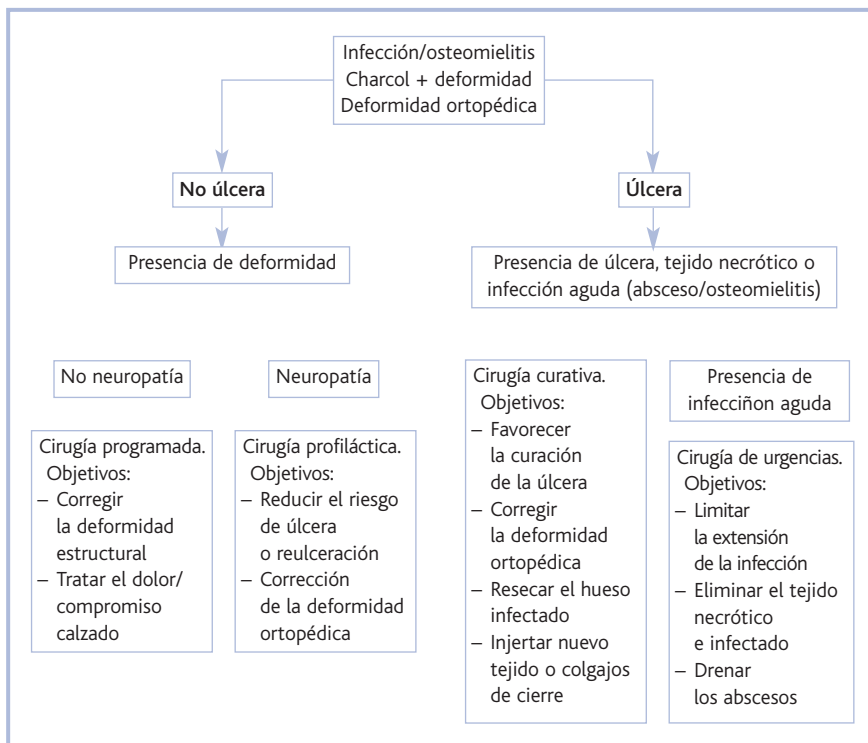 Infección/osteomielitis
Charcol + deformidad
Deformidad ortopédica
No úlcera
Úlcera
Presencia de deformidad
Presencia de úlcera, tejido necrótico o
infección aguda (absceso/osteomielitis)
No neuropatía
Neuropatía
Cirugía programada.
Objetivos:
– Corregir
la deformidad
estructural
– Tratar el dolor/
compromiso
calzado
Cirugía profiláctica.
Objetivos:
– Reducir el riesgo
de úlcera
o reulceración
– Corrección
de la deformidad
ortopédica
Cirugía curativa.
Objetivos:
– Favorecer
la curación
de la úlcera
– Corregir
la deformidad
ortopédica
– Resecar el hueso
infectado
– Injertar nuevo
tejido o colgajos
de cierre
Presencia de
infecciñon aguda
Cirugía de urgencias.
Objetivos:
– Limitar
la extensión
de la infección
– Eliminar el tejido
necrótico
e infectado
– Drenar
los abscesos